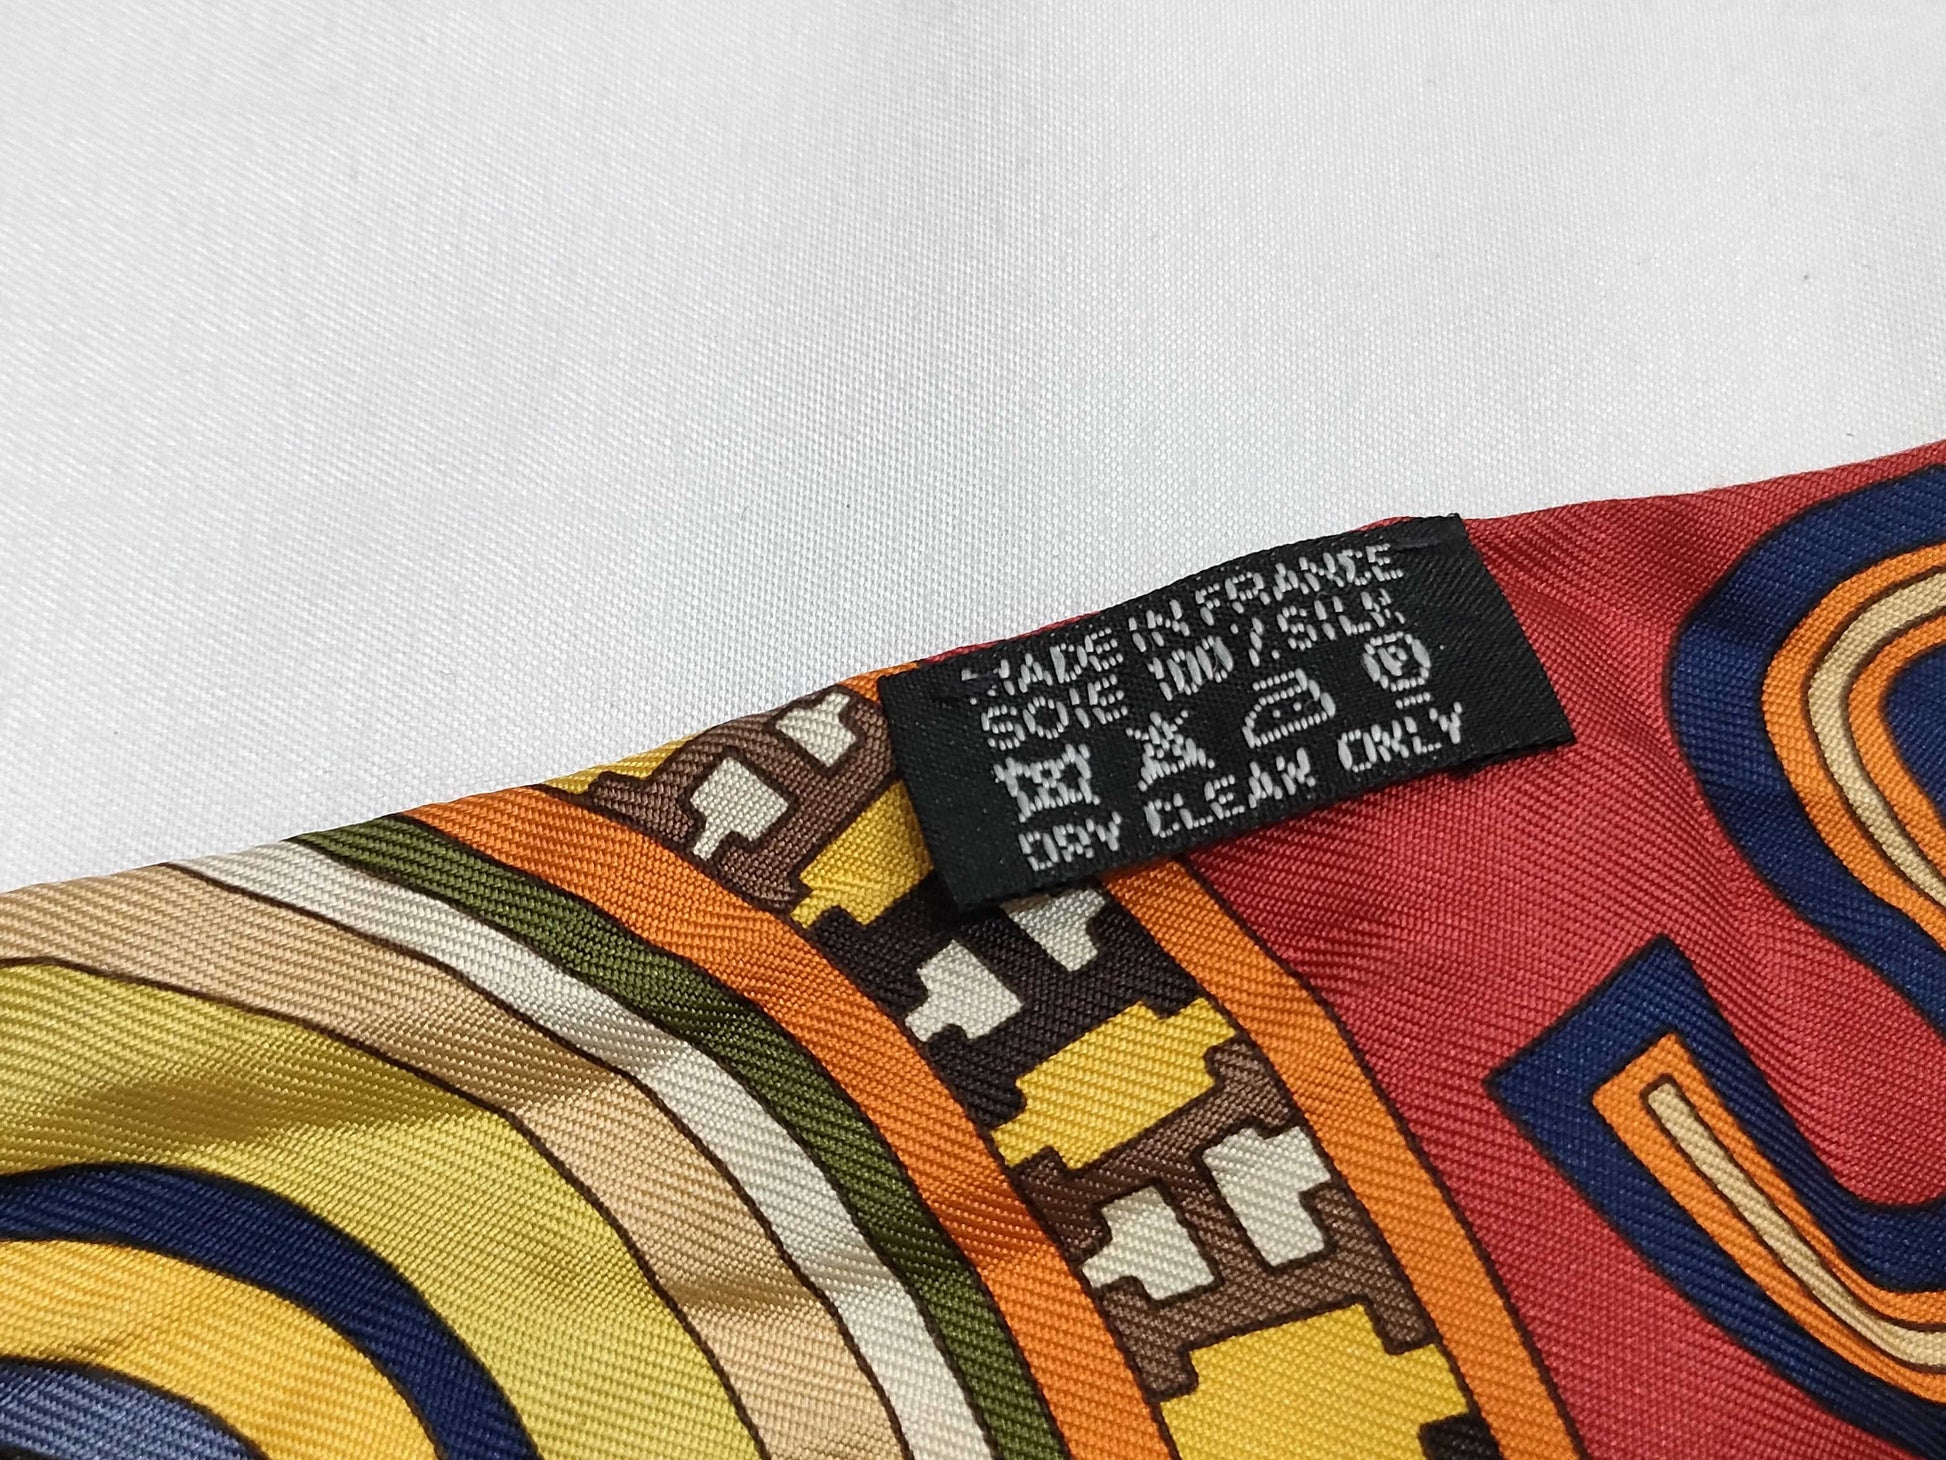 MADE IN FRANCE
SOIE 100% SILK
P
DRY CLEAN ONLY